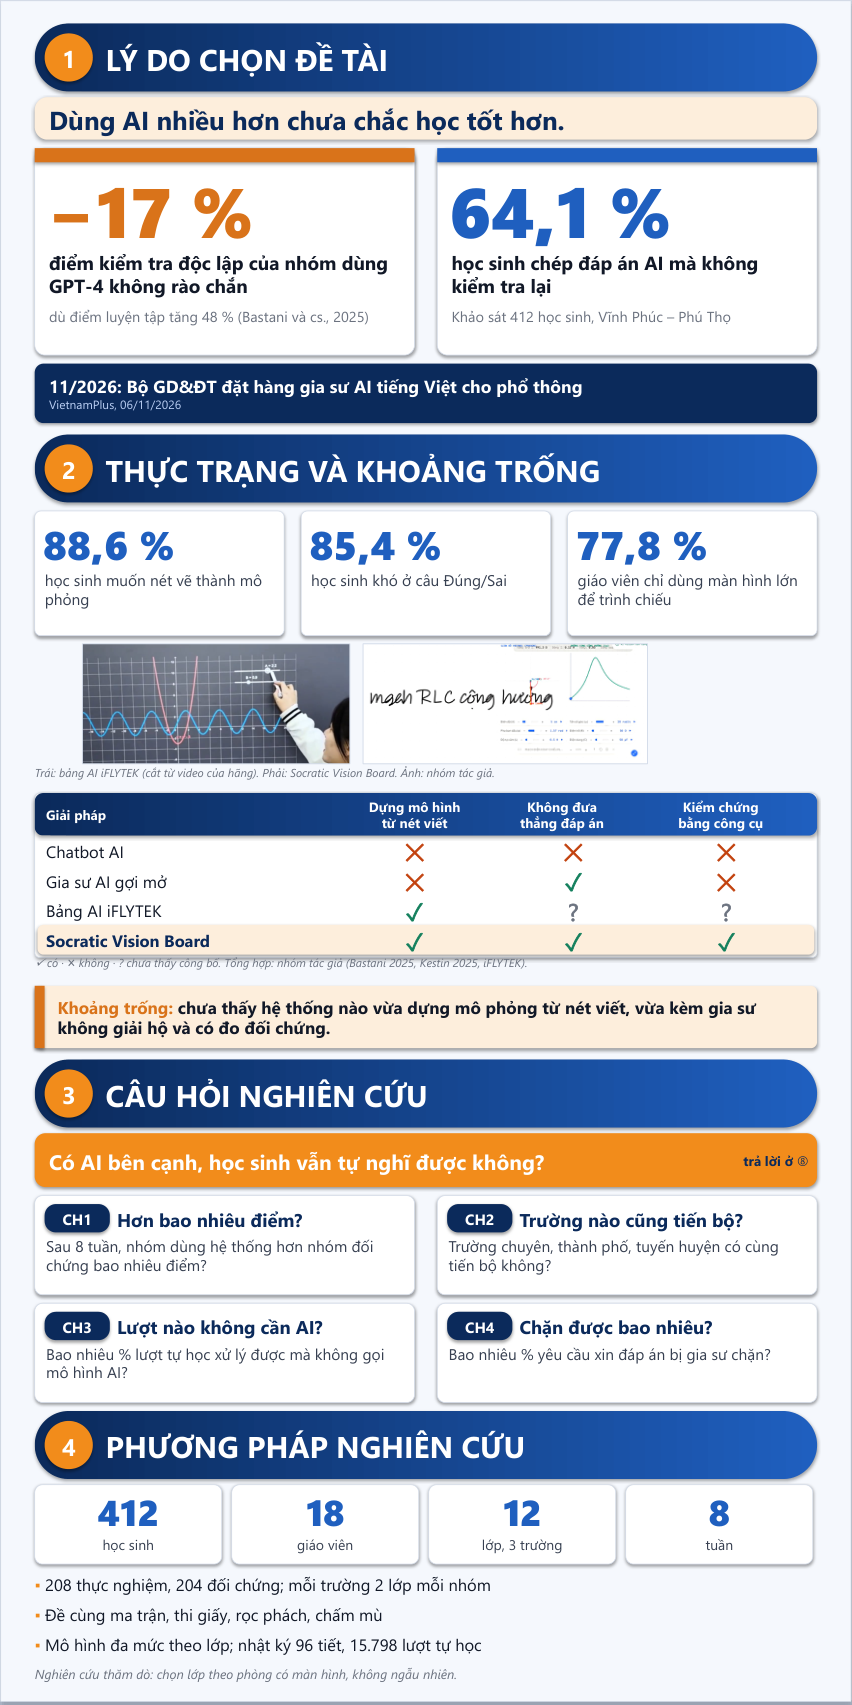 1
LÝ DO CHỌN ĐỀ TÀI
Dùng AI nhiều hơn chưa chắc học tốt hơn.
–17 %
điểm kiểm tra độc lập của nhóm dùng
GPT-4 không rào chắn
dù điểm luyện tập tăng 48 % (Bastani và cs., 2025)
64,1 %
học sinh chép đáp án AI mà không
kiểm tra lại
Khảo sát 412 học sinh, Vĩnh Phúc – Phú Thọ
11/2026: Bộ GD&ĐT đặt hàng gia sư AI tiếng Việt cho phổ thông
VietnamPlus, 06/11/2026
2
THỰC TRẠNG VÀ KHOẢNG TRỐNG
88,6 %
học sinh muốn nét vẽ thành mô
phỏng
85,4 %
học sinh khó ở câu Đúng/Sai
77,8 %
giáo viên chỉ dùng màn hình lớn
để trình chiếu
mạch RLC cộng hưởng
Trái: bảng AI iFLYTEK (cắt từ video của hãng). Phải: Socratic Vision Board. Ảnh: nhóm tác giả.
Giải pháp
Dựng mô hình
từ nét viết
Không đưa
thẳng đáp án
Kiểm chứng
bằng công cụ
Chatbot AI ✕ ✕ ✕
Gia sư AI gợi mở ✕ ✓ ✕
Bảng AI iFLYTEK ✓ ? ?
Socratic Vision Board ✓ ✓ ✓
✓ có · ✕ không · ? chưa thấy công bố. Tổng hợp: nhóm tác giả (Bastani 2025, Kestin 2025, iFLYTEK).
Khoảng trống: chưa thấy hệ thống nào vừa dựng mô phỏng từ nét viết, vừa kèm gia sư
không giải hộ và có đo đối chứng.
3
CÂU HỎI NGHIÊN CỨU
Có AI bên cạnh, học sinh vẫn tự nghĩ được không?
trả lời ở ⑧
CH1 Hơn bao nhiêu điểm?
Sau 8 tuần, nhóm dùng hệ thống hơn nhóm đối
chứng bao nhiêu điểm?
CH2 Trường nào cũng tiến bộ?
Trường chuyên, thành phố, tuyến huyện có cùng
tiến bộ không?
CH3 Lượt nào không cần AI?
Bao nhiêu % lượt tự học xử lý được mà không gọi
mô hình AI?
CH4 Chặn được bao nhiêu?
Bao nhiêu % yêu cầu xin đáp án bị gia sư chặn?
4
PHƯƠNG PHÁP NGHIÊN CỨU
412
học sinh
18
giáo viên
12
lớp, 3 trường
8
tuần
▪ 208 thực nghiệm, 204 đối chứng; mỗi trường 2 lớp mỗi nhóm
▪ Đề cùng ma trận, thi giấy, rọc phách, chấm mù
▪ Mô hình đa mức theo lớp; nhật ký 96 tiết, 15.798 lượt tự học
Nghiên cứu thăm dò: chọn lớp theo phòng có màn hình, không ngẫu nhiên.